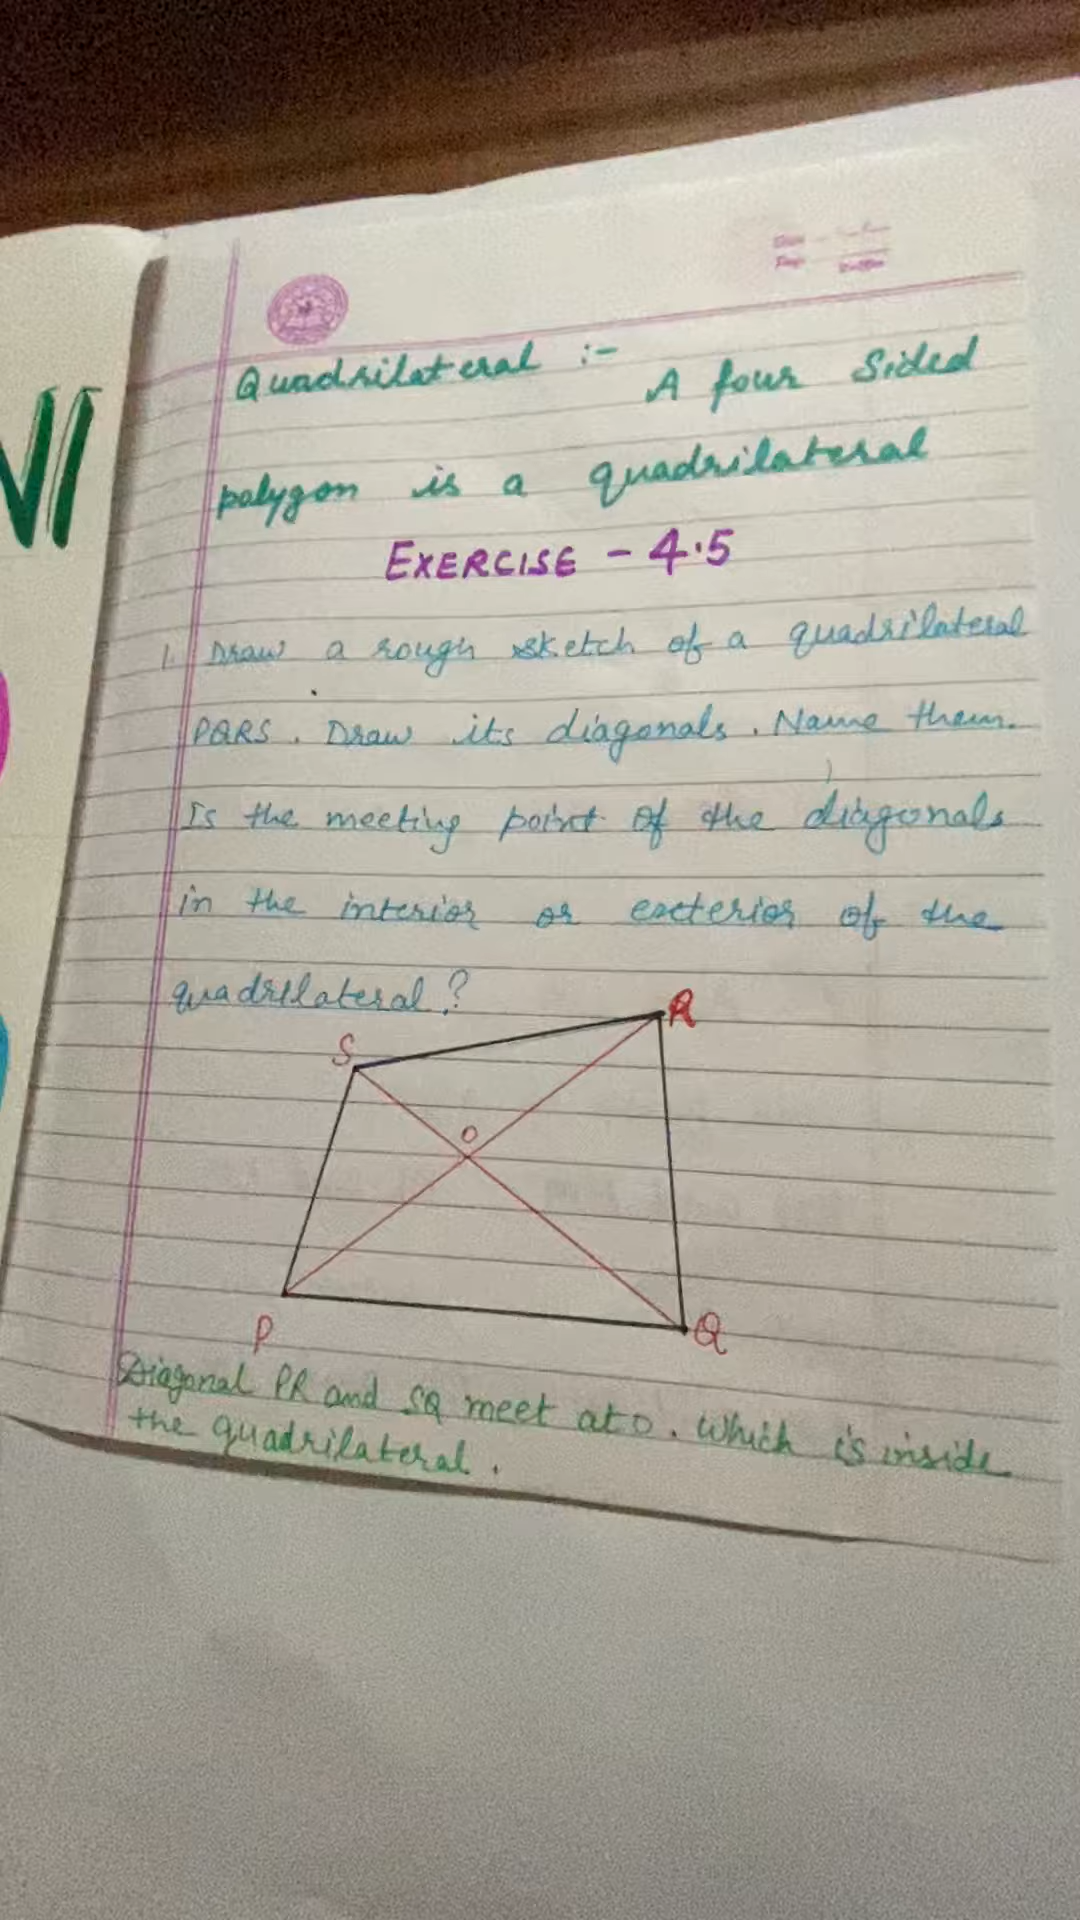 VI
Quadrilateral :- A four Sided
polygon is a quadrilateral
EXERCISE - 4.5
1. Draw a rough sketch of a quadrilateral
PQRS. Draw its diagonals. Name them.
Is the meeting point of the diagonals
in the interior or exterior of the
quadrilateral?
S R
O
P Q
Diagonal PR and SQ meet at O. Which is inside
the quadrilateral.